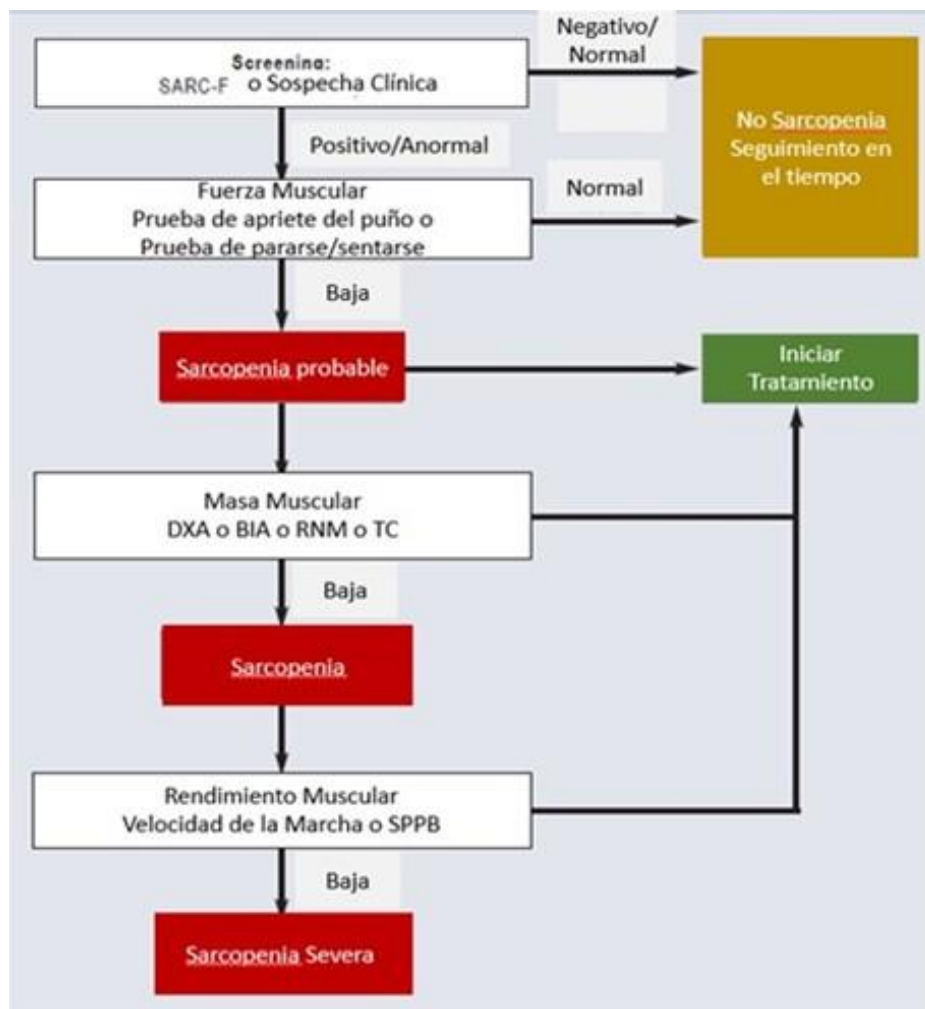 Screenina:
SARC-F o Sospecha Clínica
Negativo/
Normal
No Sarcopenia
Seguimiento en
el tiempo
Positivo/Anormal
Fuerza Muscular
Prueba de apriete del puño o
Prueba de pararse/sentarse
Normal
Baja
Sarcopenia probable
Iniciar
Tratamiento
Masa Muscular
DXA o BIA o RNM o TC
Baja
Sarcopenia
Rendimiento Muscular
Velocidad de la Marcha o SPPB
Baja
Sarcopenia Severa